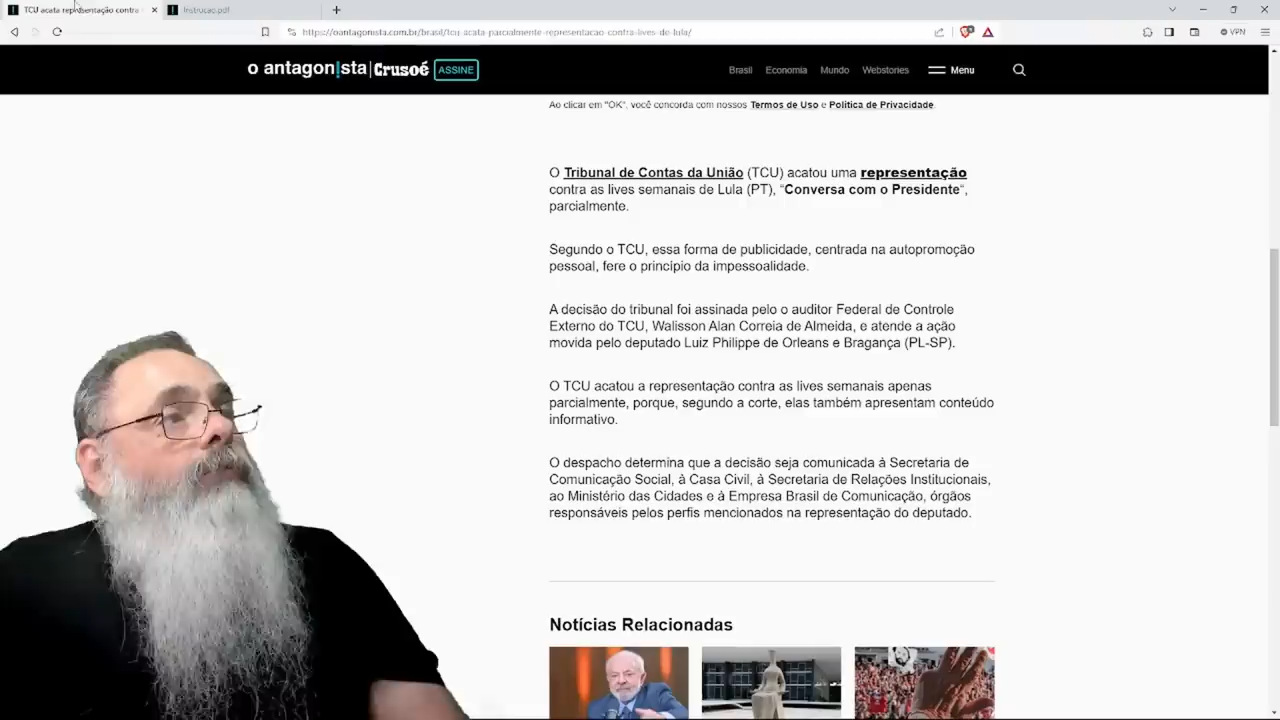 TCU acata representação contra
Instrucao.pdf
https://oantagonista.com.br/brasil/tcu-acata-parcialmente-representacao-contra-lives-de-lula/
VPN
o antagon!sta|Crusoé ASSINE
Brasil Economia Mundo Webstories Menu
Ao clicar em "OK", você concorda com nossos Termos de Uso e Política de Privacidade.
O Tribunal de Contas da União (TCU) acatou uma representação
contra as lives semanais de Lula (PT), “Conversa com o Presidente“,
parcialmente.
Segundo o TCU, essa forma de publicidade, centrada na autopromoção
pessoal, fere o princípio da impessoalidade.
A decisão do tribunal foi assinada pelo o auditor Federal de Controle
Externo do TCU, Walisson Alan Correia de Almeida, e atende a ação
movida pelo deputado Luiz Philippe de Orleans e Bragança (PL-SP).
O TCU acatou a representação contra as lives semanais apenas
parcialmente, porque, segundo a corte, elas também apresentam conteúdo
informativo.
O despacho determina que a decisão seja comunicada à Secretaria de
Comunicação Social, à Casa Civil, à Secretaria de Relações Institucionais,
ao Ministério das Cidades e à Empresa Brasil de Comunicação, órgãos
responsáveis pelos perfis mencionados na representação do deputado.
Notícias Relacionadas